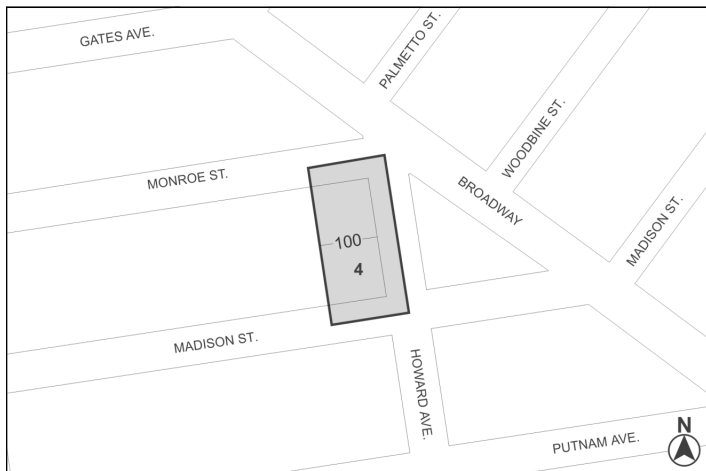 GATES AVE.
PALMETTO ST.
WOODBINE ST.
MONROE ST.
BROADWAY
MADISON ST.
100
4
MADISON ST.
HOWARD AVE.
PUTNAM AVE.
N